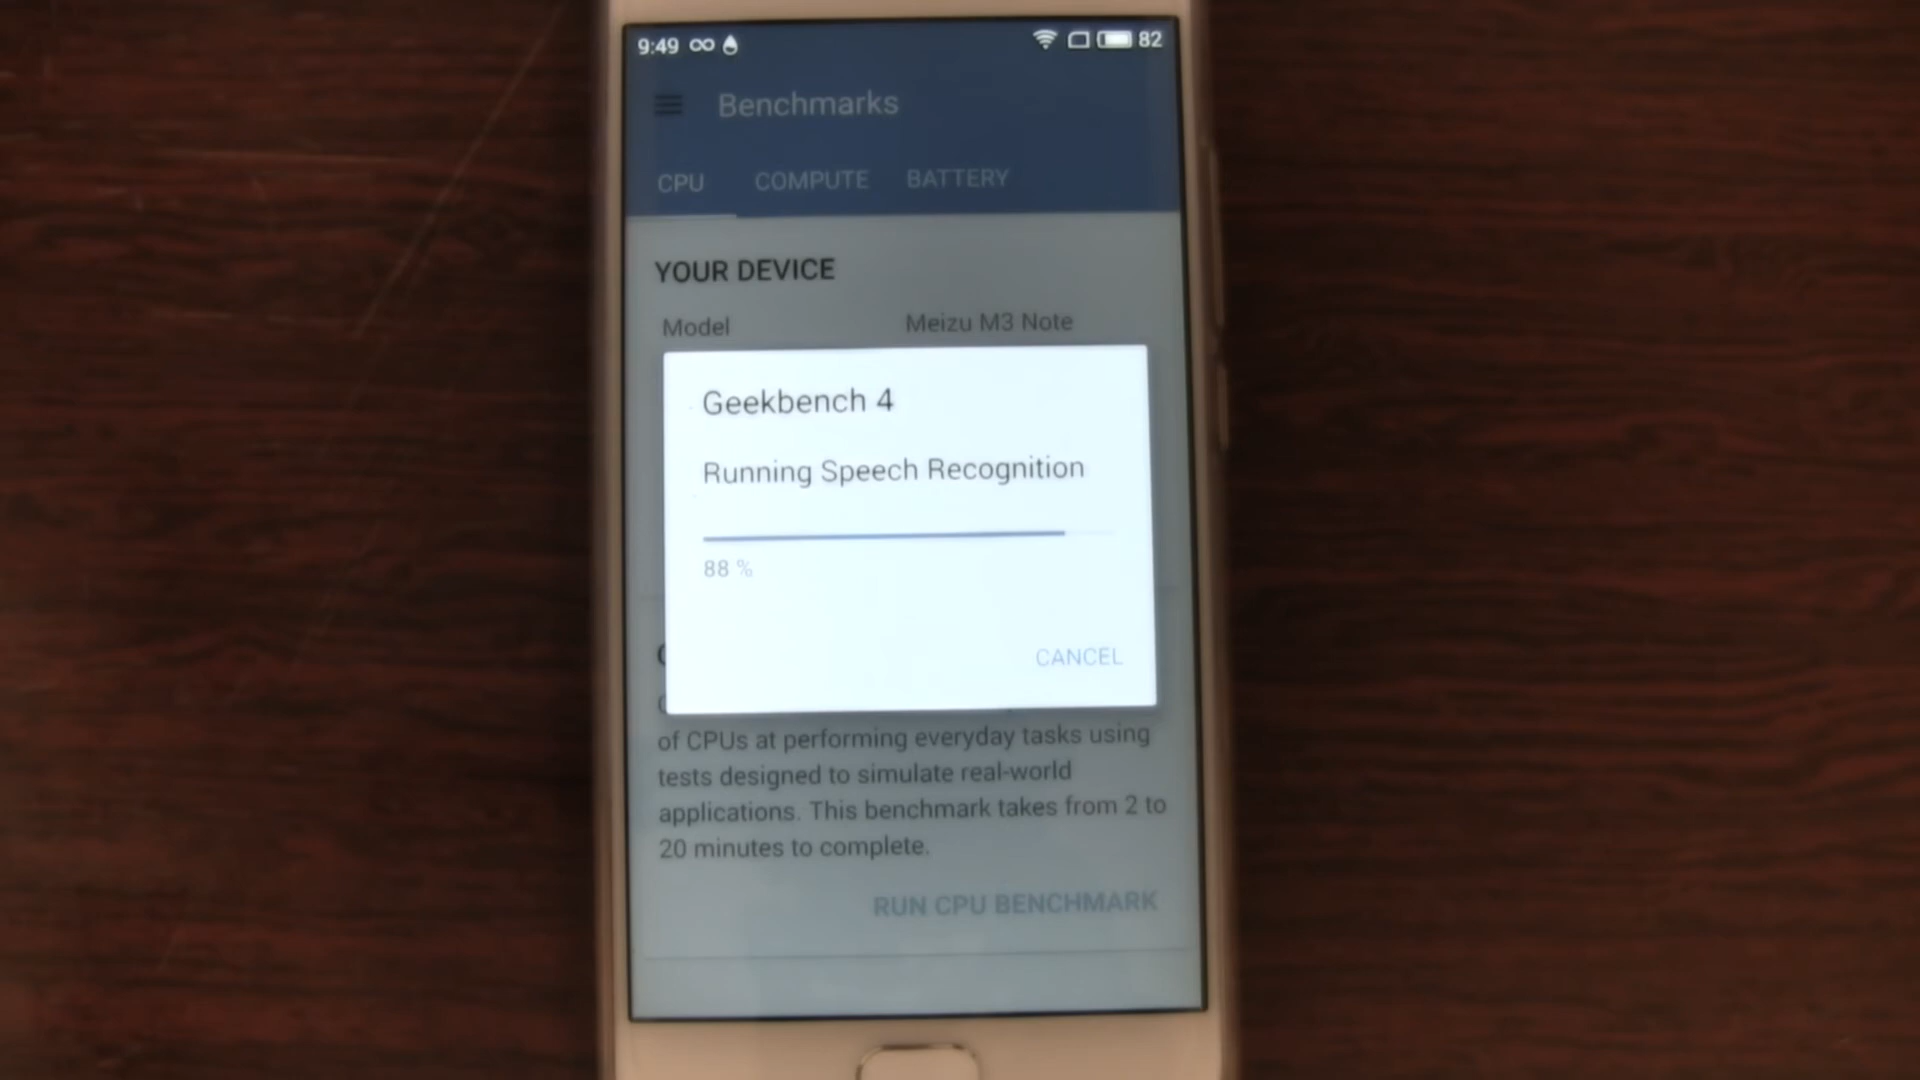 9:49 82
Benchmarks
CPU COMPUTE BATTERY
YOUR DEVICE
Model Meizu M3 Note
Geekbench 4
Running Speech Recognition
88 %
CANCEL
of CPUs at performing everyday tasks using
tests designed to simulate real-world
applications. This benchmark takes from 2 to
20 minutes to complete.
RUN CPU BENCHMARK